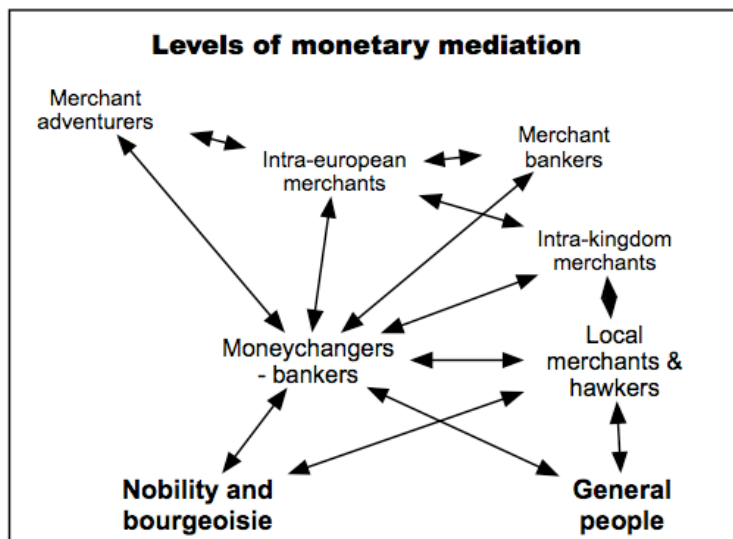 Levels of monetary mediation
Merchant
adventurers
Intra-european
merchants
Merchant
bankers
Intra-kingdom
merchants
Moneychangers
- bankers
Local
merchants &
hawkers
Nobility and
bourgeoisie
General
people